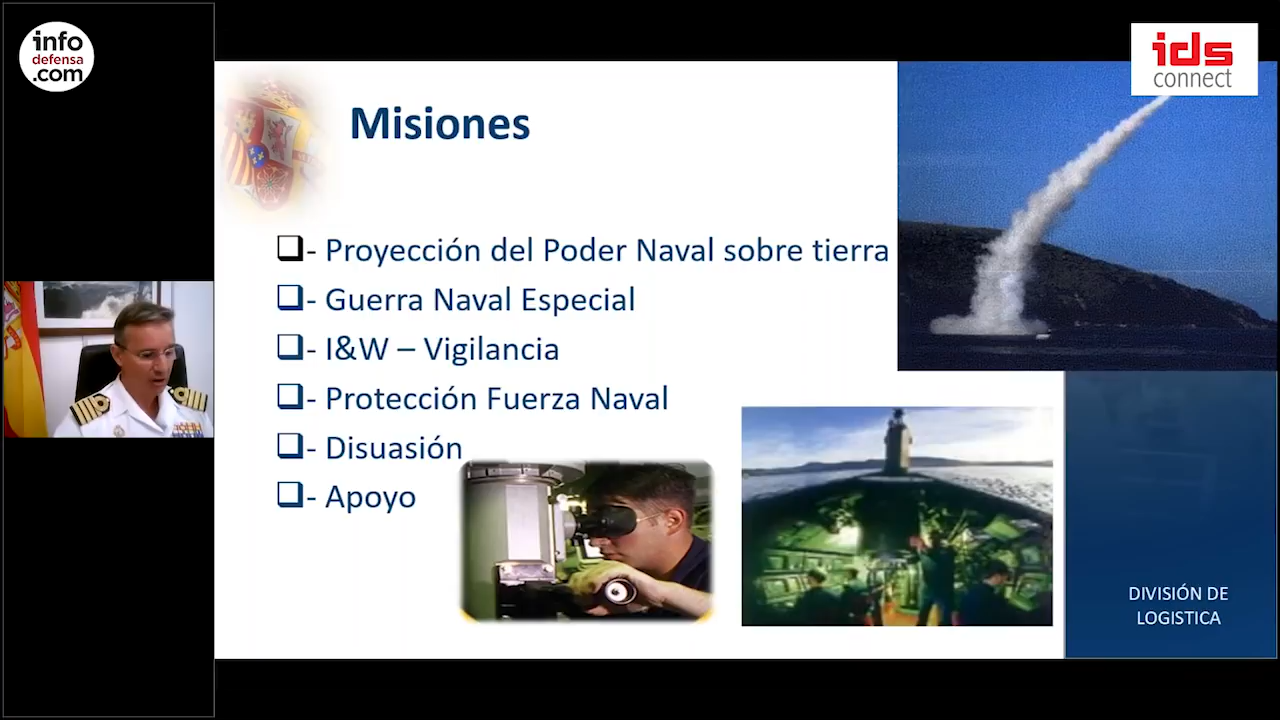 info
defensa
.com
ids
connect
Misiones
- Proyección del Poder Naval sobre tierra
- Guerra Naval Especial
- I&W – Vigilancia
- Protección Fuerza Naval
- Disuasión
- Apoyo
DIVISIÓN DE
LOGISTICA